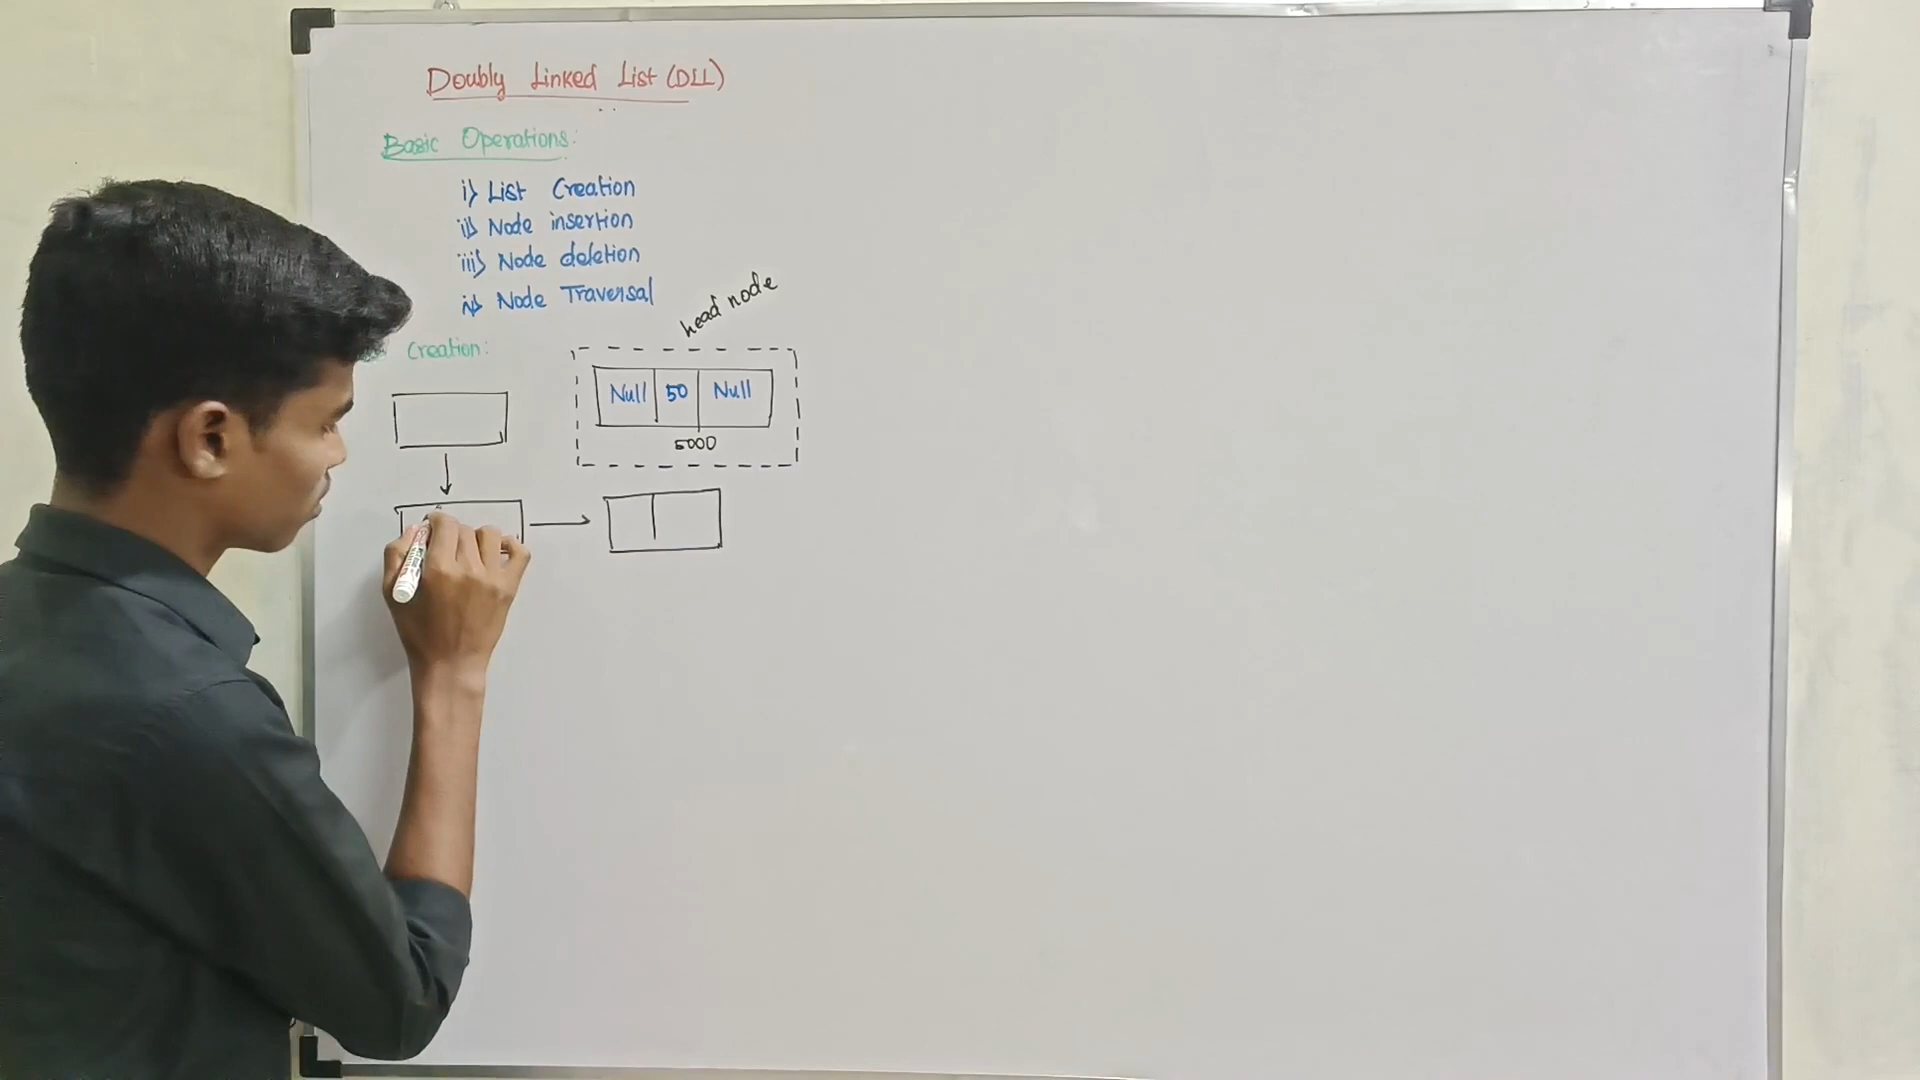 Doubly Linked List (DLL)
Basic Operations:
i) List Creation
ii) Node insertion
iii) Node deletion
iv) Node Traversal
head node
Creation:
Null 50 Null
5000